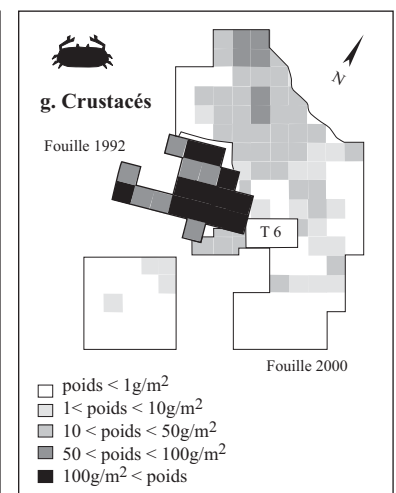 N
g. Crustacés
Fouille 1992
T 6
Fouille 2000
poids < 1g/m2
1< poids < 10g/m2
10 < poids < 50g/m2
50 < poids < 100g/m2
100g/m2 < poids